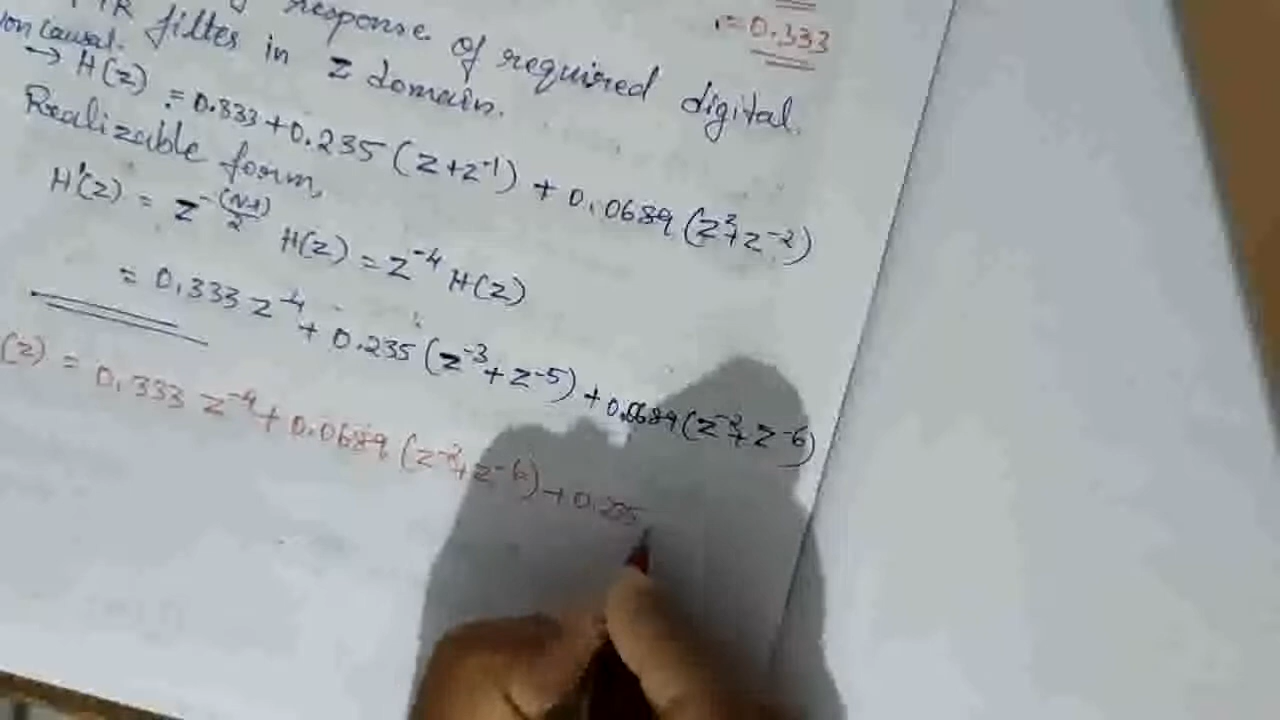 = 0.333
response of required digital
filter in z domain.
non causal.
→ H(z) = 0.333 + 0.235 (z+z⁻¹) + 0.0689 (z²+z⁻²)
Realizable form,
H'(z) = z^-(N-1)/2 H(z) = z⁻⁴ H(z)
= 0.333 z⁻⁴ + 0.235 (z⁻³+z⁻⁵) + 0.0689 (z⁻²+z⁻⁶)
(z) = 0.333 z⁻⁴ + 0.0689 (z⁻²+z⁻⁶) + 0.235